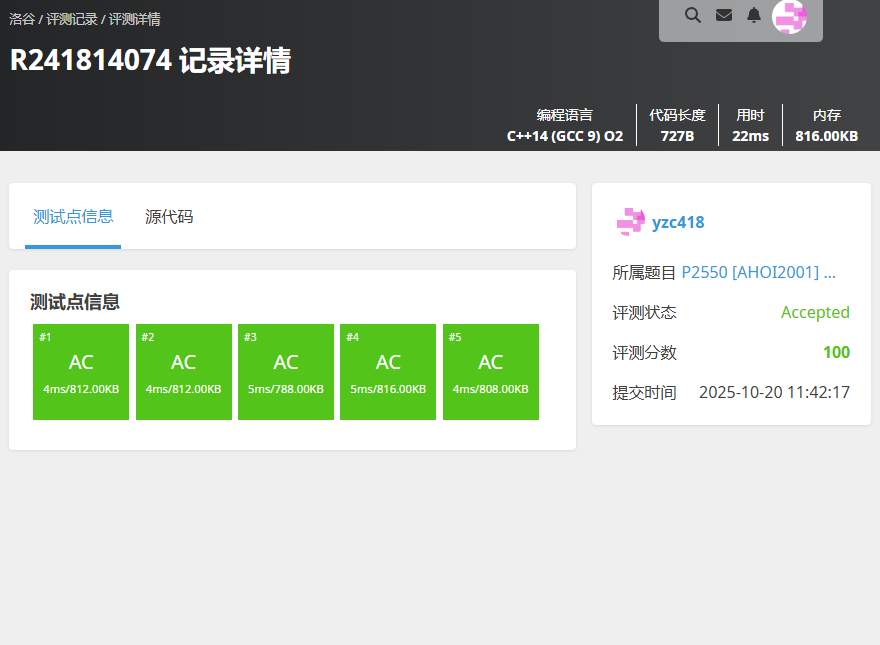 洛谷 / 评测记录 / 评测详情
R241814074 记录详情
编程语言 代码长度 用时 内存
C++14 (GCC 9) O2 727B 22ms 816.00KB
测试点信息 源代码
测试点信息
#1 #2 #3 #4 #5
AC AC AC AC AC
4ms/812.00KB 4ms/812.00KB 5ms/788.00KB 5ms/816.00KB 4ms/808.00KB
yzc418
所属题目 P2550 [AHOI2001] ...
评测状态 Accepted
评测分数 100
提交时间 2025-10-20 11:42:17